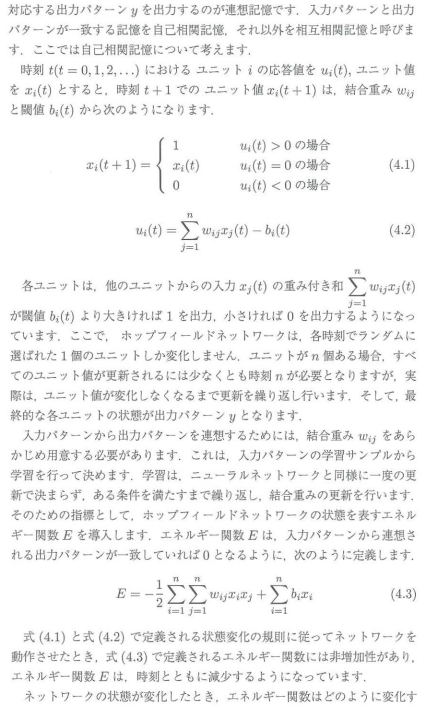 対応する出力パターン y を出力するのが連想記憶です．入力パターンと出力
パターンが一致する記憶を自己相関記憶，それ以外を相互相関記憶と呼びま
す．ここでは自己相関記憶について考えます．
時刻 t(t = 0, 1, 2, . . .) における ユニット i の応答値を u_i(t)，ユニット値
を x_i(t) とすると，時刻 t + 1 での ユニット値 x_i(t + 1) は，結合重み w_{ij}
と閾値 b_i(t) から次のようになります．
x_i(t + 1) = { 1 u_i(t) > 0 の場合
x_i(t) u_i(t) = 0 の場合 (4.1)
0 u_i(t) < 0 の場合
u_i(t) = \sum_{j=1}^{n} w_{ij}x_j(t) − b_i(t) (4.2)
各ユニットは，他のユニットからの入力 x_j(t) の重み付き和 \sum_{j=1}^{n} w_{ij}x_j(t)
が閾値 b_i(t) より大きければ 1 を出力，小さければ 0 を出力するようになっ
ています．ここで， ホップフィールドネットワークは，各時刻でランダムに
選ばれた 1 個のユニットしか変化しません．ユニットが n 個ある場合，すべ
てのユニット値が更新されるには少なくとも時刻 n が必要となりますが，実
際は，ユニット値が変化しなくなるまで更新を繰り返し行います．そして，最
終的な各ユニットの状態が出力パターン y となります．
入力パターンから出力パターンを連想するためには，結合重み w_{ij} をあら
かじめ用意する必要があります．これは，入力パターンの学習サンプルから
学習を行って決めます．学習は，ニューラルネットワークと同様に一度の更
新で決まらず，ある条件を満たすまで繰り返し，結合重みの更新を行います．
そのための指標として，ホップフィールドネットワークの状態を表すエネル
ギー関数 E を導入します．エネルギー関数 E は，入力パターンから連想さ
れる出力パターンが一致していれば 0 となるように，次のように定義します．
E = −\frac{1}{2} \sum_{i=1}^{n} \sum_{j=1}^{n} w_{ij}x_ix_j + \sum_{i=1}^{n} b_ix_i (4.3)
式 (4.1) と式 (4.2) で定義される状態変化の規則に従ってネットワークを
動作させたとき，式 (4.3) で定義されるエネルギー関数には非増加性があり，
エネルギー関数 E は，時刻とともに減少するようになっています．
ネットワークの状態が変化したとき，エネルギー関数はどのように変化す